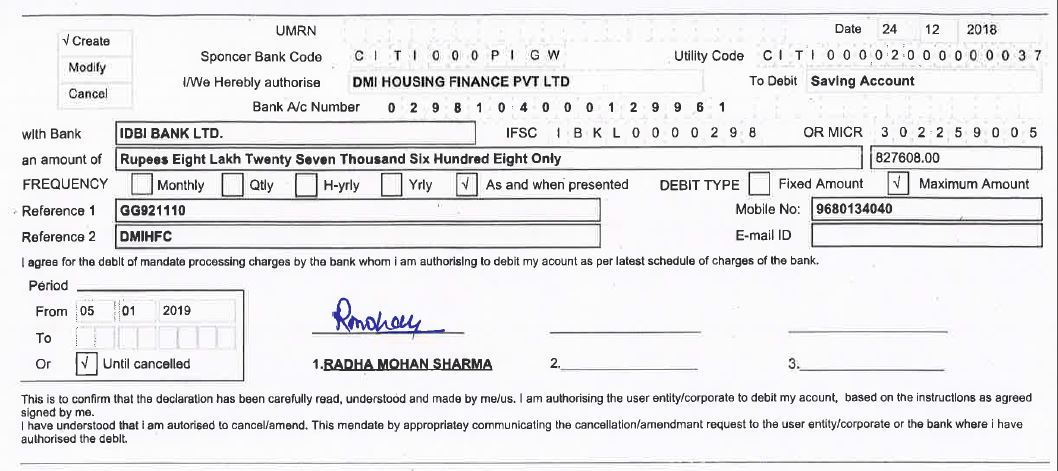 UMRN Date 24 12 2018
√ Create
Sponcer Bank Code C I T I 0 0 0 P I G W Utility Code C I T I 0 0 0 0 2 0 0 0 0 0 0 0 3 7
Modify
I/We Hereby authorise DMI HOUSING FINANCE PVT LTD To Debit Saving Account
Cancel
Bank A/c Number 0 2 9 8 1 0 4 0 0 0 1 2 9 9 6 1
with Bank IDBI BANK LTD. IFSC I B K L 0 0 0 0 2 9 8 OR MICR 3 0 2 2 5 9 0 0 5
an amount of Rupees Eight Lakh Twenty Seven Thousand Six Hundred Eight Only 827608.00
FREQUENCY Monthly Qtly H-yrly Yrly √ As and when presented DEBIT TYPE Fixed Amount √ Maximum Amount
Reference 1 GG921110 Mobile No: 9680134040
Reference 2 DMIHFC E-mail ID
I agree for the debit of mandate processing charges by the bank whom i am authorising to debit my acount as per latest schedule of charges of the bank.
Period
From 05 01 2019
To
Or √ Until cancelled 1.RADHA MOHAN SHARMA 2. 3.
This is to confirm that the declaration has been carefully read, understood and made by me/us. I am authorising the user entity/corporate to debit my acount, based on the instructions as agreed
signed by me.
I have understood that i am autorised to cancel/amend. This mendate by appropriatey communicating the cancellation/amendmant request to the user entity/corporate or the bank where i have
authorised the debit.